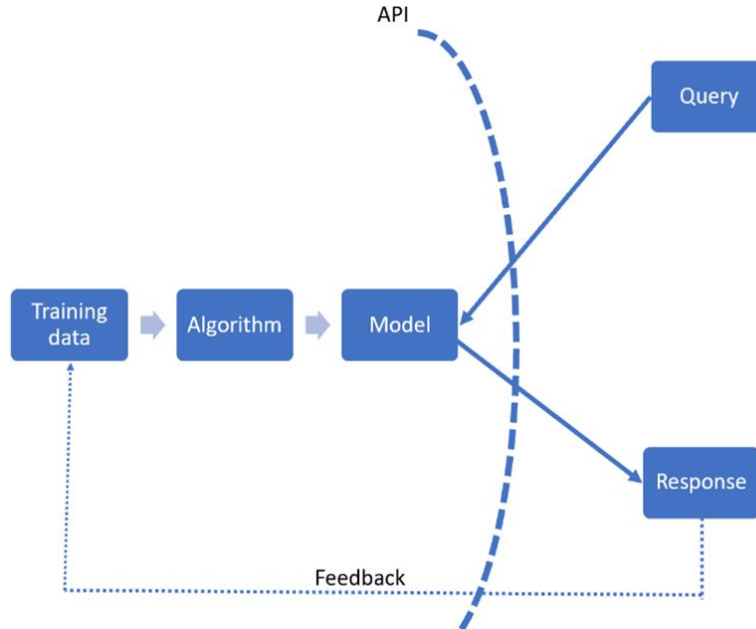 API
Query
Training
data
Algorithm
Model
Response
Feedback